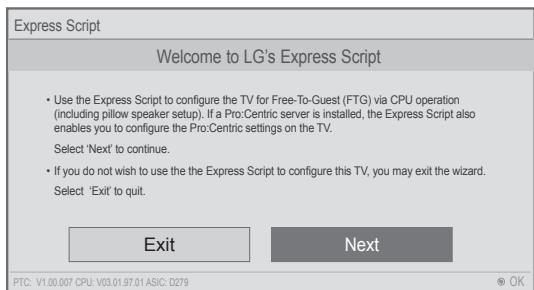 Express Script
Welcome to LG's Express Script
• Use the Express Script to configure the TV for Free-To-Guest (FTG) via CPU operation
(including pillow speaker setup). If a Pro:Centric server is installed, the Express Script also
enables you to configure the Pro:Centric settings on the TV.
Select 'Next' to continue.
• If you do not wish to use the the Express Script to configure this TV, you may exit the wizard.
Select 'Exit' to quit.
Exit Next
PTC: V1.00.007 CPU: V03.01.97.01 ASIC: D279 OK